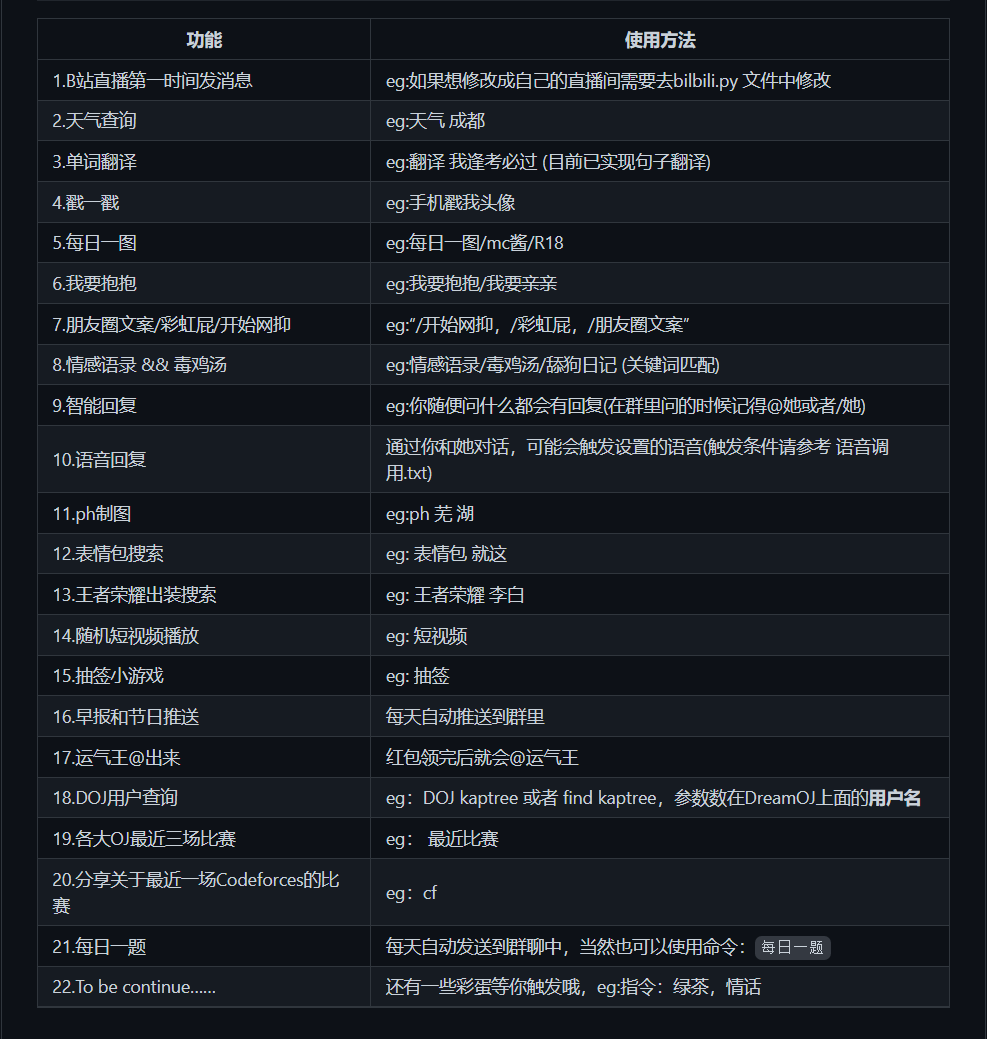 功能 使用方法
1.B站直播第一时间发消息 eg:如果想修改成自己的直播间需要去bilbili.py 文件中修改
2.天气查询 eg:天气 成都
3.单词翻译 eg:翻译 我逢考必过 (目前已实现句子翻译)
4.戳一戳 eg:手机戳我头像
5.每日一图 eg:每日一图/mc酱/R18
6.我要抱抱 eg:我要抱抱/我要亲亲
7.朋友圈文案/彩虹屁/开始网抑 eg:"/开始网抑，/彩虹屁，/朋友圈文案"
8.情感语录 && 毒鸡汤 eg:情感语录/毒鸡汤/舔狗日记 (关键词匹配)
9.智能回复 eg:你随便问什么都会有回复(在群里问的时候记得@她或者/她)
10.语音回复 通过你和她对话，可能会触发设置的语音(触发条件请参考 语音调
用.txt)
11.ph制图 eg:ph 芜 湖
12.表情包搜索 eg: 表情包 就这
13.王者荣耀出装搜索 eg: 王者荣耀 李白
14.随机短视频播放 eg: 短视频
15.抽签小游戏 eg: 抽签
16.早报和节日推送 每天自动推送到群里
17.运气王@出来 红包领完后就会@运气王
18.DOJ用户查询 eg：DOJ kaptree 或者 find kaptree，参数数在DreamOJ上面的用户名
19.各大OJ最近三场比赛 eg： 最近比赛
20.分享关于最近一场Codeforces的比
赛 eg：cf
21.每日一题 每天自动发送到群聊中，当然也可以使用命令：每日一题
22.To be continue...... 还有一些彩蛋等你触发哦，eg:指令：绿茶，情话